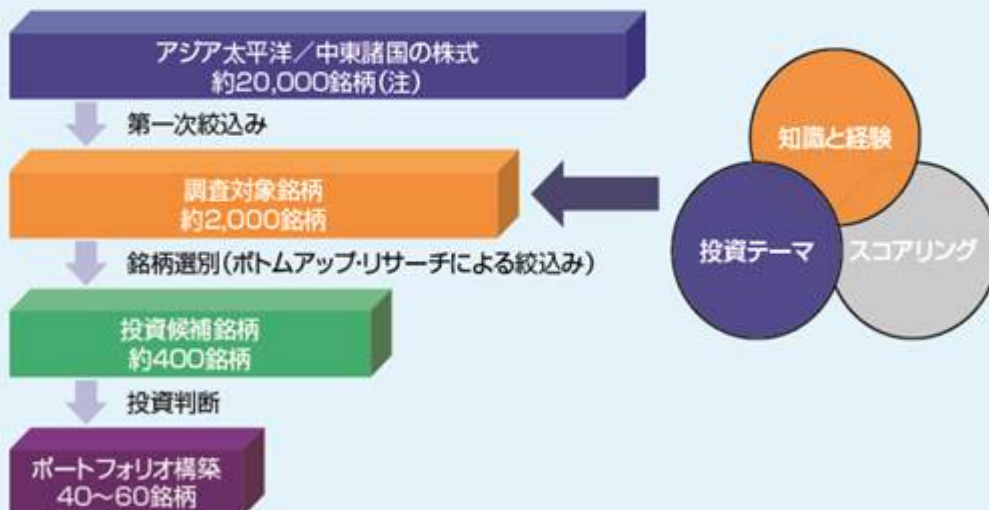 アジア太平洋／中東諸国の株式
約20,000銘柄(注)
第一次絞込み
調査対象銘柄
約2,000銘柄
銘柄選別(ボトムアップ･リサーチによる絞込み)
投資候補銘柄
約400銘柄
投資判断
ポートフォリオ構築
40～60銘柄
知識と経験
投資テーマ
スコアリング